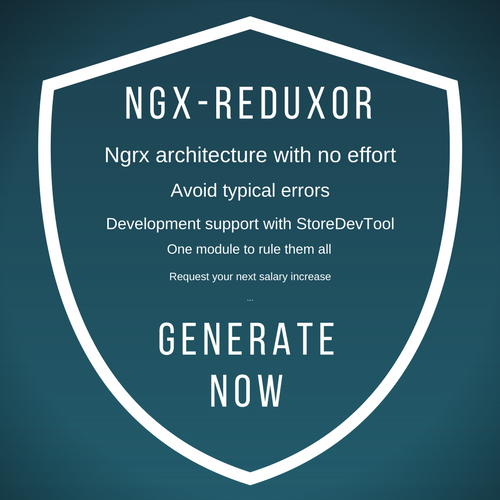 NGX-REDUXOR
Ngrx architecture with no effort
Avoid typical errors
Development support with StoreDevTool
One module to rule them all
Request your next salary increase
...
GENERATE
NOW